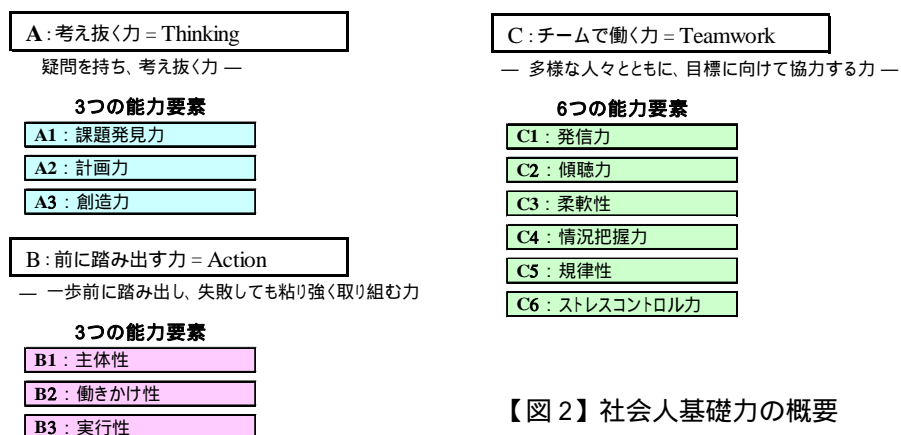 A : 考え抜く力 = Thinking
疑問を持ち、考え抜く力 ―
3つの能力要素
A1 : 課題発見力
A2 : 計画力
A3 : 創造力
B : 前に踏み出す力 = Action
― 一歩前に踏み出し、失敗しても粘り強く取り組む力
3つの能力要素
B1 : 主体性
B2 : 働きかけ性
B3 : 実行性
C : チームで働く力 = Teamwork
― 多様な人々とともに、目標に向けて協力する力 ―
6つの能力要素
C1 : 発信力
C2 : 傾聴力
C3 : 柔軟性
C4 : 情況把握力
C5 : 規律性
C6 : ストレスコントロール力
【図 2】社会人基礎力の概要